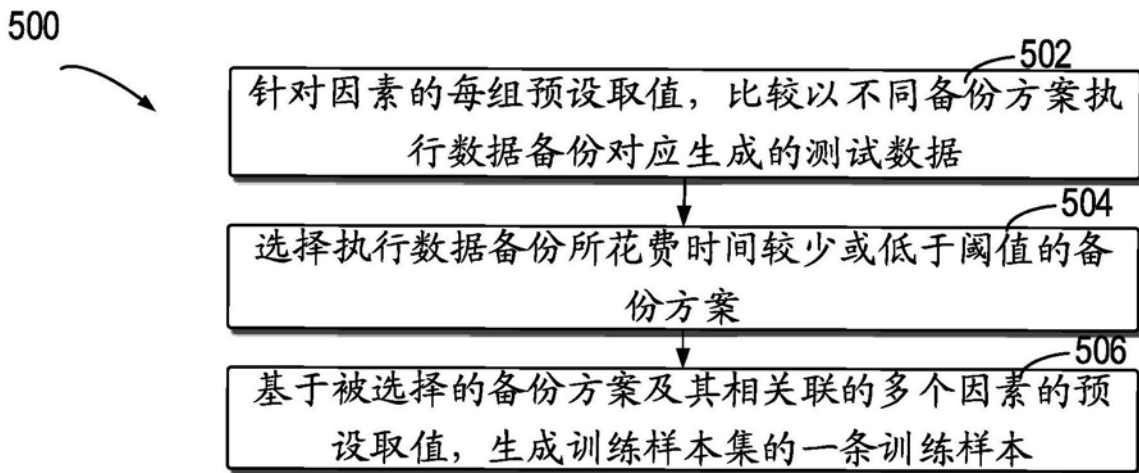 500
502
针对因素的每组预设取值，比较以不同备份方案执
行数据备份对应生成的测试数据
504
选择执行数据备份所花费时间较少或低于阈值的备
份方案
506
基于被选择的备份方案及其相关联的多个因素的预
设取值，生成训练样本集的一条训练样本